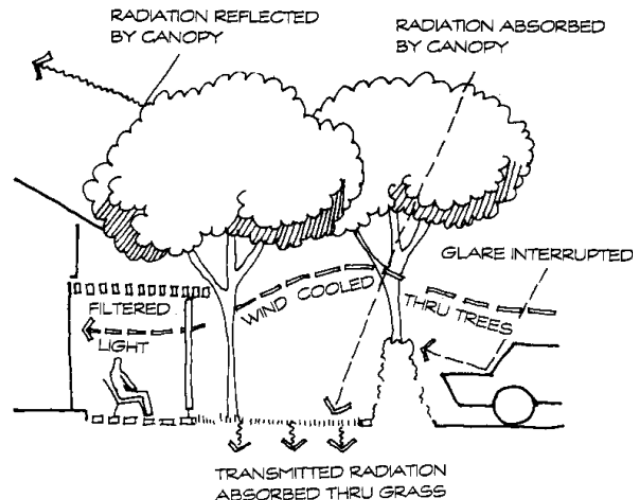 RADIATION REFLECTED
BY CANOPY
RADIATION ABSORBED
BY CANOPY
GLARE INTERRUPTED
WIND COOLED
THRU TREES
FILTERED
LIGHT
TRANSMITTED RADIATION
ABSORBED THRU GRASS